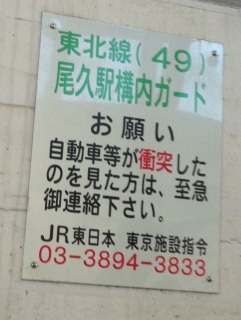 東北線(49)
尾久駅構内ガード
お願い
自動車等が衝突した
のを見た方は、至急
御連絡下さい。
JR東日本 東京施設指令
03-3894-3833